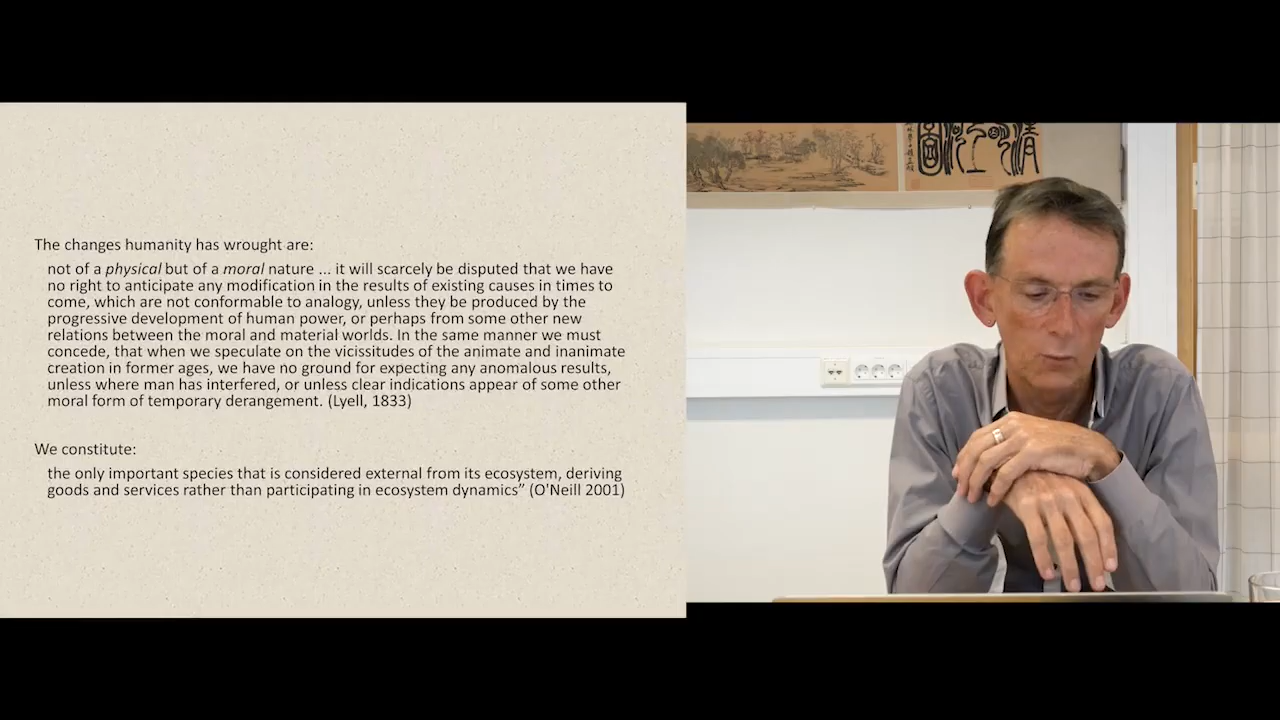 The changes humanity has wrought are:
not of a physical but of a moral nature ... it will scarcely be disputed that we have
no right to anticipate any modification in the results of existing causes in times to
come, which are not conformable to analogy, unless they be produced by the
progressive development of human power, or perhaps from some other new
relations between the moral and material worlds. In the same manner we must
concede, that when we speculate on the vicissitudes of the animate and inanimate
creation in former ages, we have no ground for expecting any anomalous results,
unless where man has interfered, or unless clear indications appear of some other
moral form of temporary derangement. (Lyell, 1833)
We constitute:
the only important species that is considered external from its ecosystem, deriving
goods and services rather than participating in ecosystem dynamics” (O'Neill 2001)